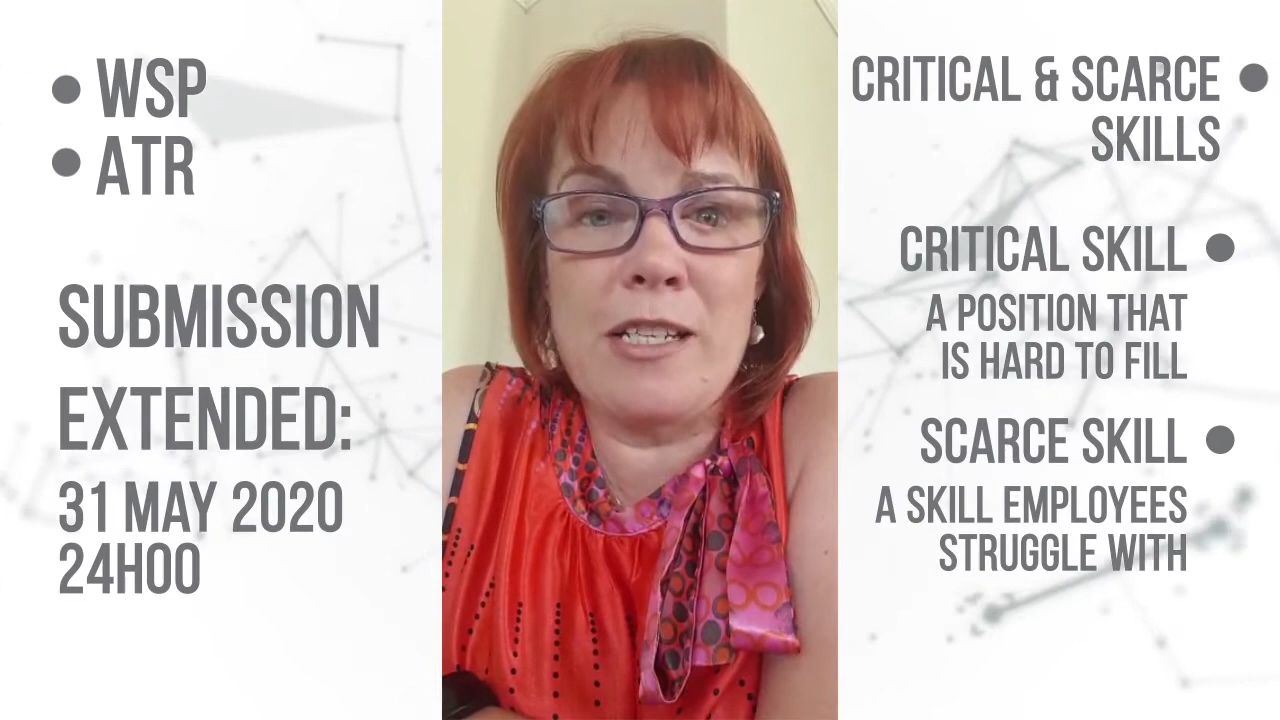 • WSP
• ATR
SUBMISSION
EXTENDED:
31 MAY 2020
24H00
CRITICAL & SCARCE •
SKILLS
CRITICAL SKILL •
A POSITION THAT
IS HARD TO FILL
SCARCE SKILL •
A SKILL EMPLOYEES
STRUGGLE WITH